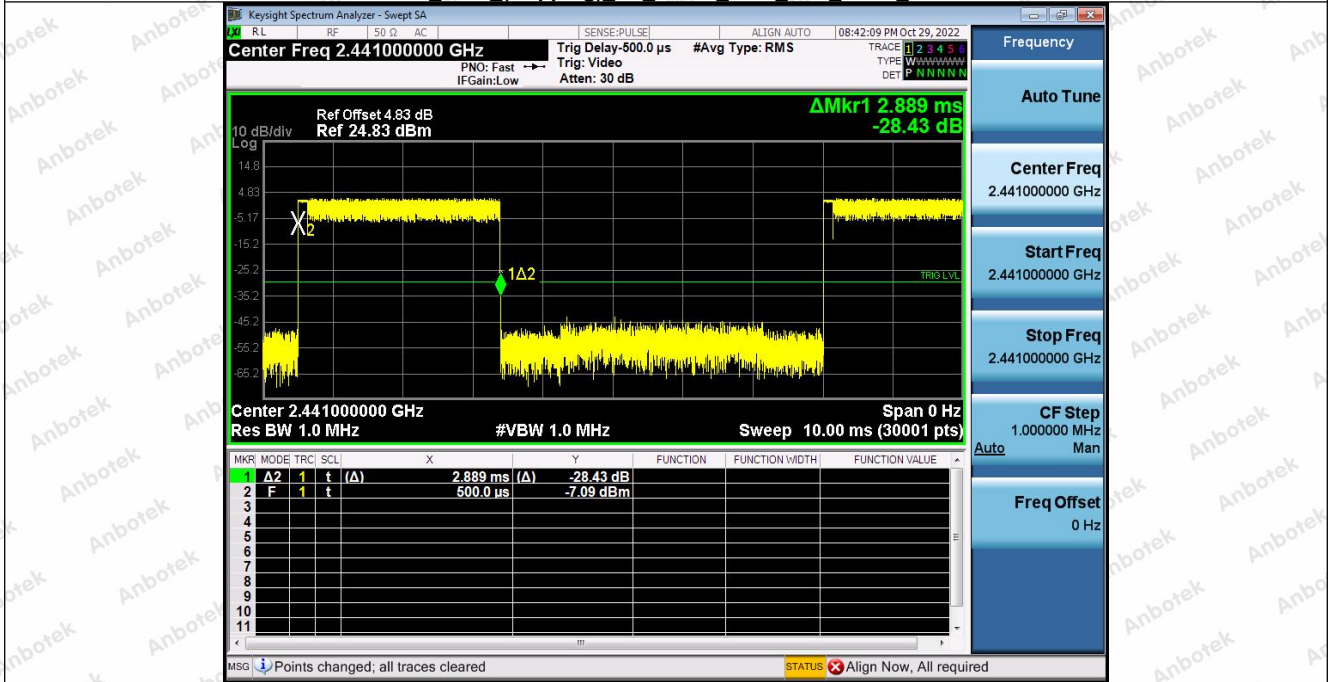 Keysight Spectrum Analyzer - Swept SA
LXI RL RF 50 Ω AC SENSE:PULSE ALIGN AUTO 08:42:09 PM Oct 29, 2022
Center Freq 2.441000000 GHz
PNO: Fast
IFGain:Low
Trig Delay-500.0 µs
Trig: Video
Atten: 30 dB
#Avg Type: RMS
TRACE 1 2 3 4 5 6
TYPE WWWWWW
DET P N N N N N
Frequency
Auto Tune
Center Freq
2.441000000 GHz
Start Freq
2.441000000 GHz
Stop Freq
2.441000000 GHz
CF Step
1.000000 MHz
Auto Man
Freq Offset
0 Hz
ΔMkr1 2.889 ms
-28.43 dB
Ref Offset 4.83 dB
10 dB/div Ref 24.83 dBm
Log
14.8
4.83
-5.17
-15.2
-25.2
-35.2
-45.2
-55.2
-65.2
2
1Δ2
TRIG LVL
Center 2.441000000 GHz Span 0 Hz
Res BW 1.0 MHz #VBW 1.0 MHz Sweep 10.00 ms (30001 pts)
MKR MODE TRC SCL X Y FUNCTION FUNCTION WIDTH FUNCTION VALUE
1 Δ2 1 t (Δ) 2.889 ms (Δ) -28.43 dB
2 F 1 t 500.0 µs -7.09 dBm
3
4
5
6
7
8
9
10
11
MSG Points changed; all traces cleared STATUS Align Now, All required
Anbotek